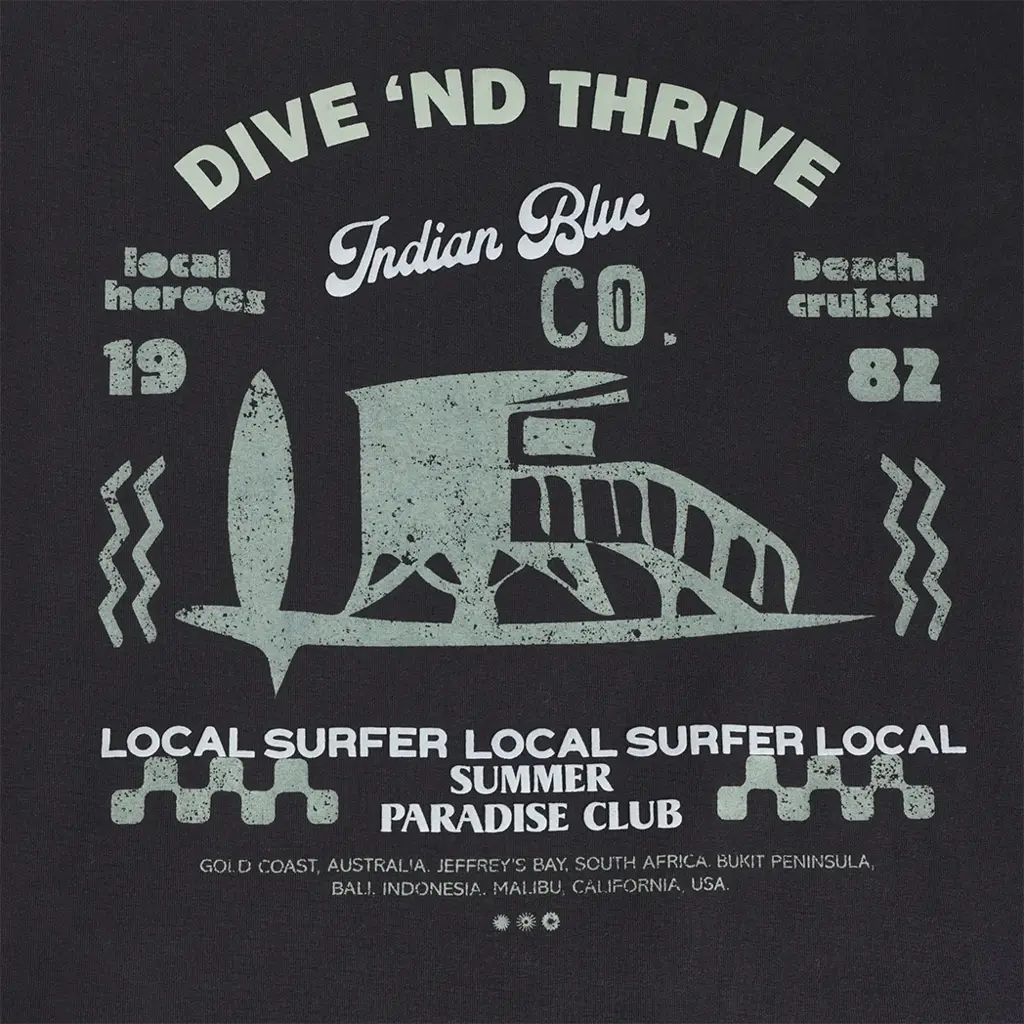 DIVE ‘ND THRIVE
Indian Blue
CO.
local
heroes
19
beach
cruiser
82
LOCAL SURFER LOCAL SURFER LOCAL
SUMMER
PARADISE CLUB
GOLD COAST, AUSTRALIA. JEFFREY'S BAY, SOUTH AFRICA. BUKIT PENINSULA,
BALI, INDONESIA. MALIBU, CALIFORNIA, USA.